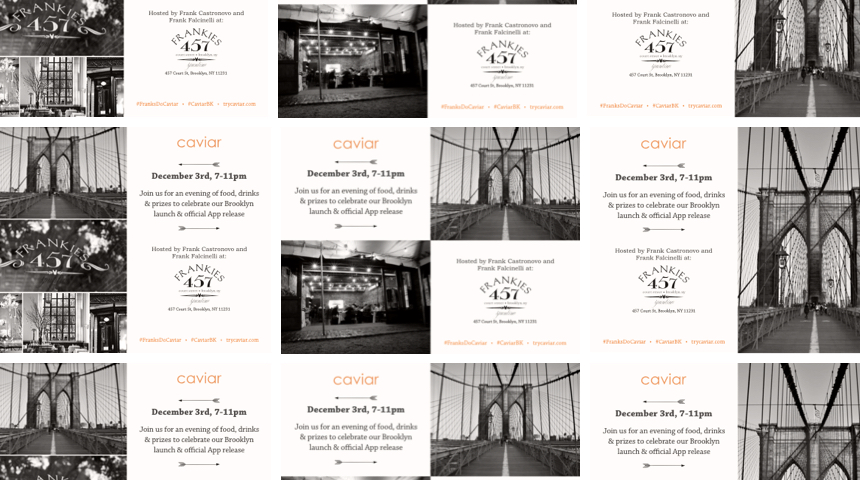 FRANKIES
457
Hosted by Frank Castronovo and
Frank Falcinelli at:
FRANKIES
457
457 Court St, Brooklyn, NY 11231
#FranksDoCaviar • #CaviarBK • trycaviar.com
Hosted by Frank Castronovo and
Frank Falcinelli at:
FRANKIES
457
457 Court St, Brooklyn, NY 11231
#FranksDoCaviar • #CaviarBK • trycaviar.com
Hosted by Frank Castronovo and
Frank Falcinelli at:
FRANKIES
457
457 Court St, Brooklyn, NY 11231
#FranksDoCaviar • #CaviarBK • trycaviar.com
caviar
December 3rd, 7-11pm
Join us for an evening of food, drinks
& prizes to celebrate our Brooklyn
launch & official App release
FRANKIES
457
Hosted by Frank Castronovo and
Frank Falcinelli at:
FRANKIES
457
457 Court St, Brooklyn, NY 11231
#FranksDoCaviar • #CaviarBK • trycaviar.com
caviar
December 3rd, 7-11pm
Join us for an evening of food, drinks
& prizes to celebrate our Brooklyn
launch & official App release
Hosted by Frank Castronovo and
Frank Falcinelli at:
FRANKIES
457
457 Court St, Brooklyn, NY 11231
#FranksDoCaviar • #CaviarBK • trycaviar.com
caviar
December 3rd, 7-11pm
Join us for an evening of food, drinks
& prizes to celebrate our Brooklyn
launch & official App release
Hosted by Frank Castronovo and
Frank Falcinelli at:
FRANKIES
457
457 Court St, Brooklyn, NY 11231
#FranksDoCaviar • #CaviarBK • trycaviar.com
caviar
December 3rd, 7-11pm
Join us for an evening of food, drinks
& prizes to celebrate our Brooklyn
launch & official App release
caviar
December 3rd, 7-11pm
Join us for an evening of food, drinks
& prizes to celebrate our Brooklyn
launch & official App release
caviar
December 3rd, 7-11pm
Join us for an evening of food, drinks
& prizes to celebrate our Brooklyn
launch & official App release